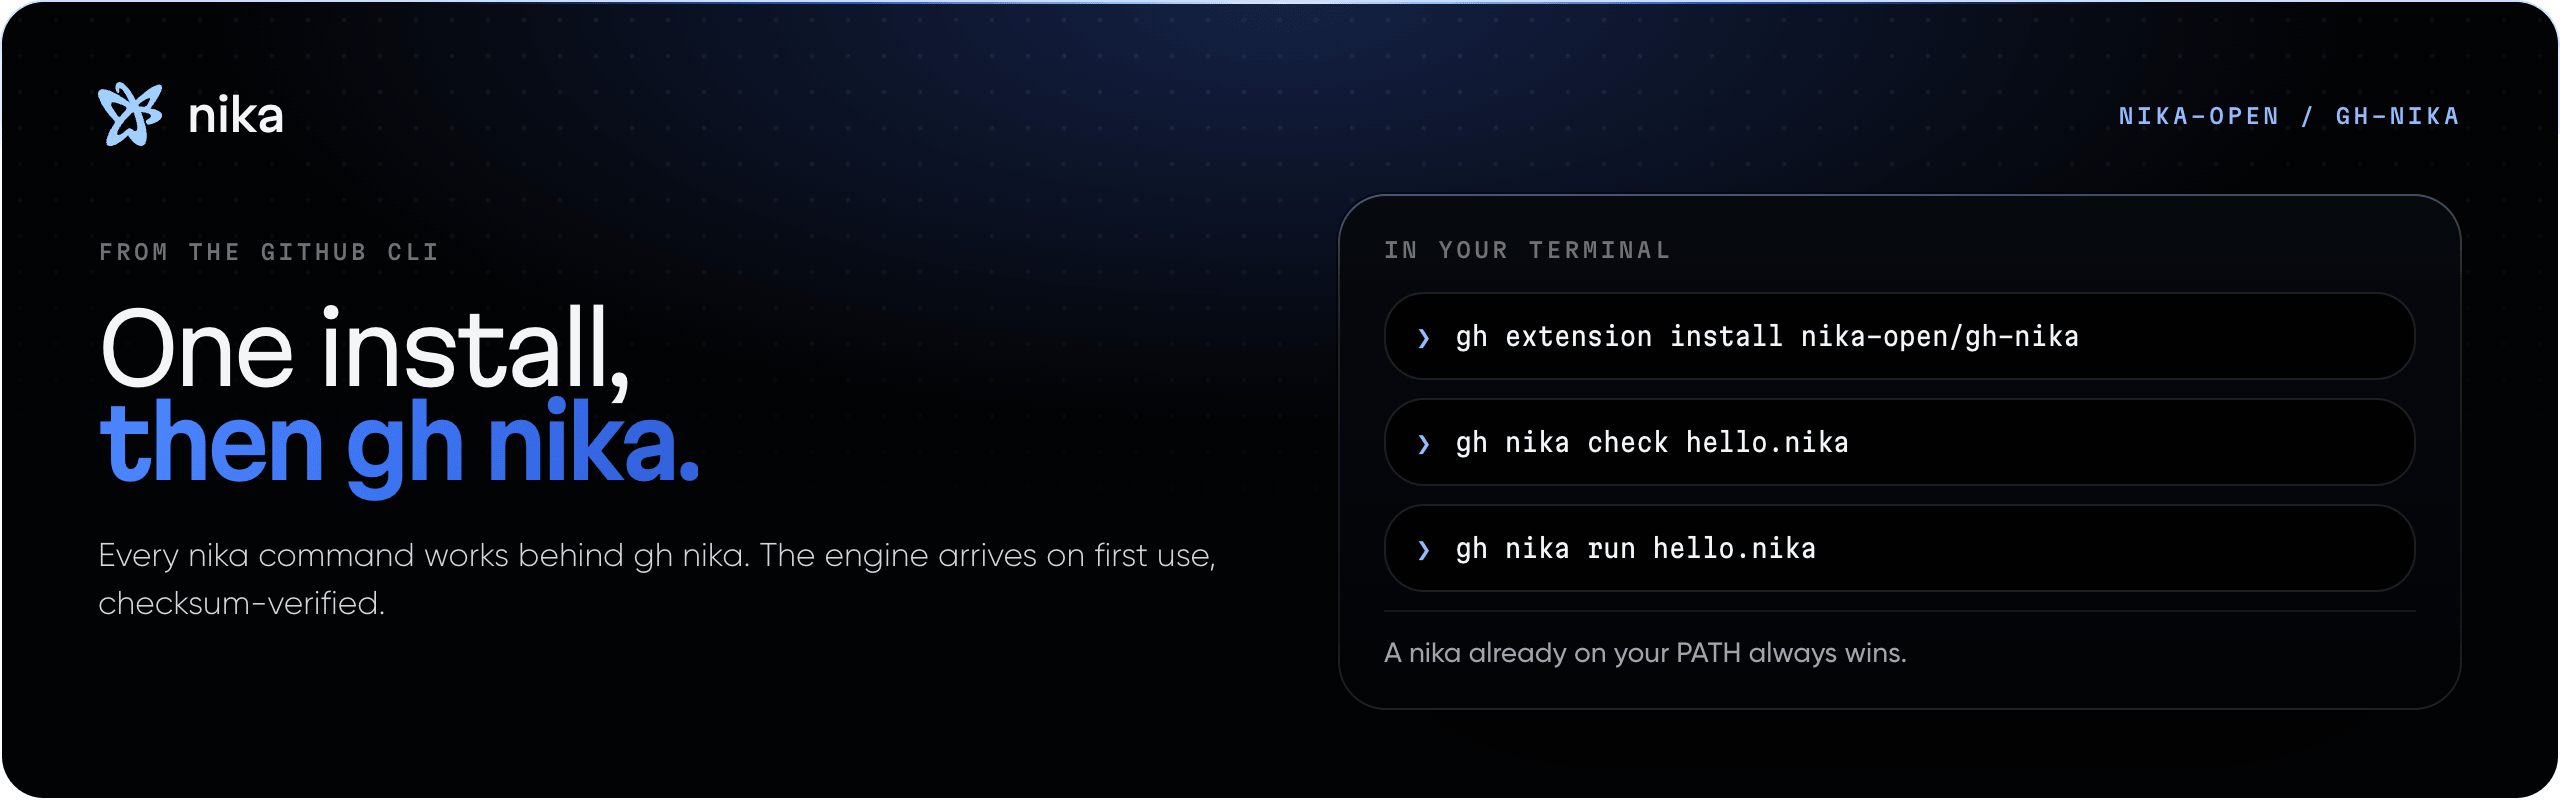 nika
NIKA-OPEN / GH-NIKA
FROM THE GITHUB CLI
One install,
then gh nika.
Every nika command works behind gh nika. The engine arrives on first use,
checksum-verified.
IN YOUR TERMINAL
❯ gh extension install nika-open/gh-nika
❯ gh nika check hello.nika
❯ gh nika run hello.nika
A nika already on your PATH always wins.